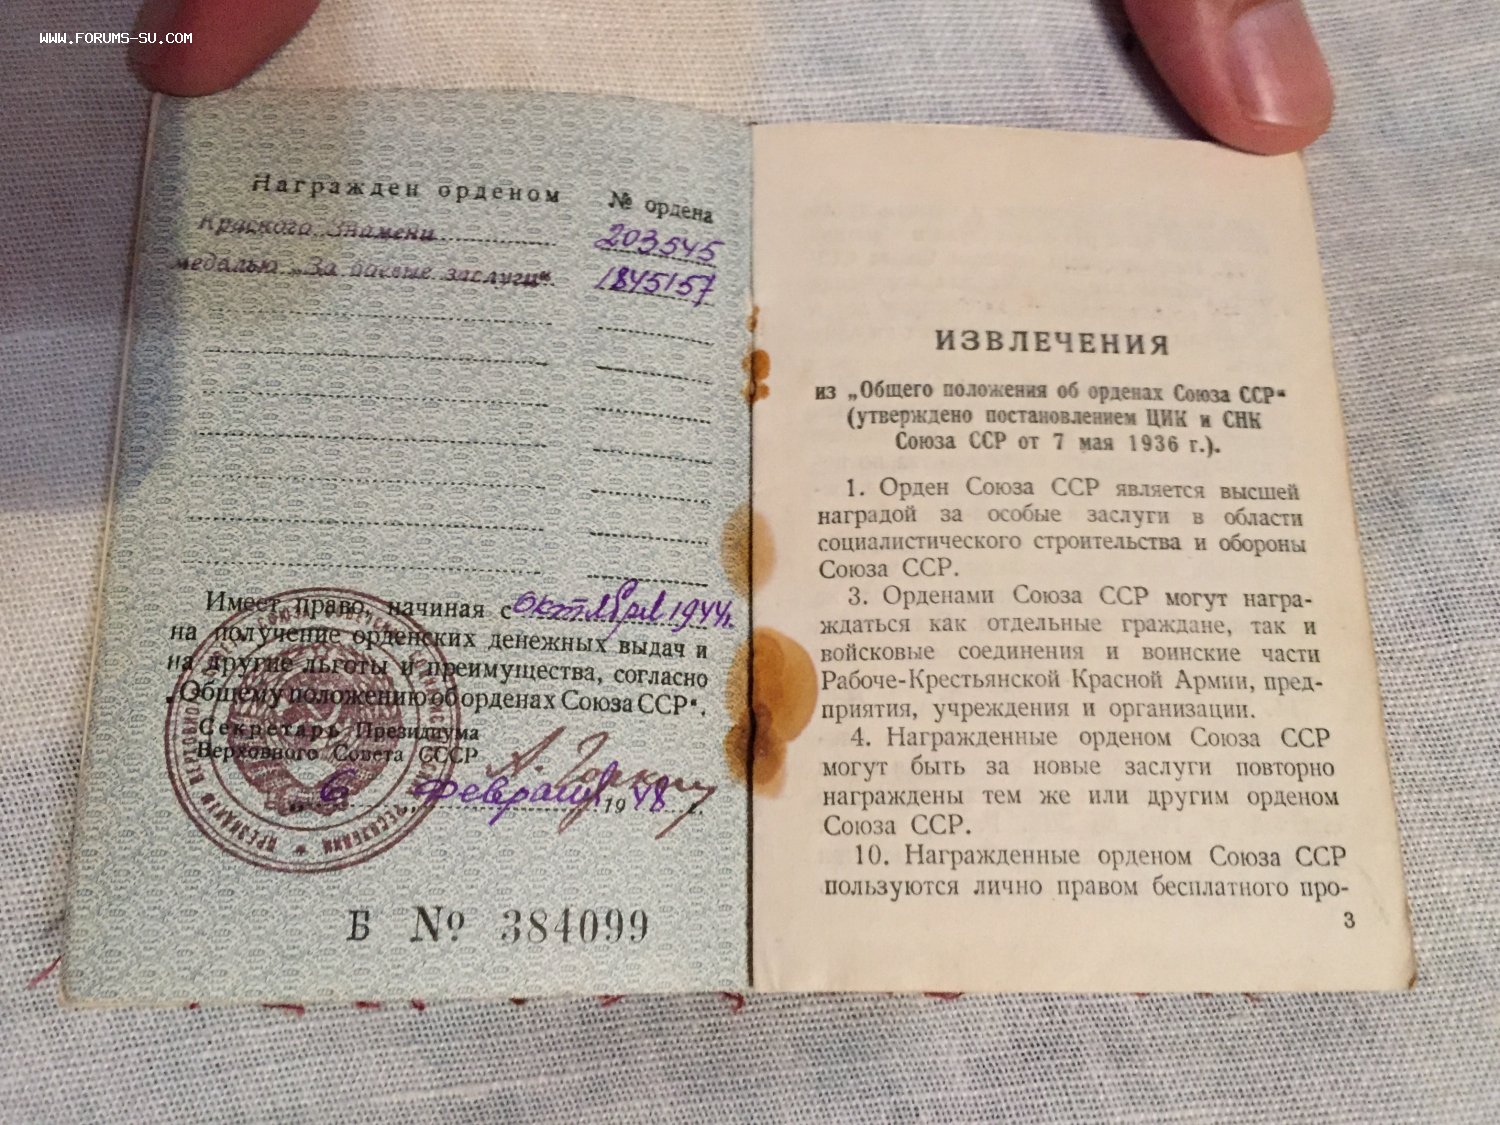 WWW.FORUMS-SU.COM
Награжден орденом № ордена
Красного Знамени 203545
медалью „За боевые заслуги“ 1845157
Имеет право, начиная с октября 1944г.
на получение орденских денежных выдач и
на другие льготы и преимущества, согласно
„Общему положению об орденах Союза ССР“.
Секретарь Президиума
Верховного Совета СССР
А. Горкин
„ 6 “ февраля 1948 г.
Б № 384099
ИЗВЛЕЧЕНИЯ
из „Общего положения об орденах Союза ССР“
(утверждено постановлением ЦИК и СНК
Союза ССР от 7 мая 1936 г.).
1. Орден Союза ССР является высшей
наградой за особые заслуги в области
социалистического строительства и обороны
Союза ССР.
3. Орденами Союза ССР могут награ-
ждаться как отдельные граждане, так и
войсковые соединения и воинские части
Рабоче-Крестьянской Красной Армии, пред-
приятия, учреждения и организации.
4. Награжденные орденом Союза ССР
могут быть за новые заслуги повторно
награждены тем же или другим орденом
Союза ССР.
10. Награжденные орденом Союза ССР
пользуются лично правом бесплатного про-
3